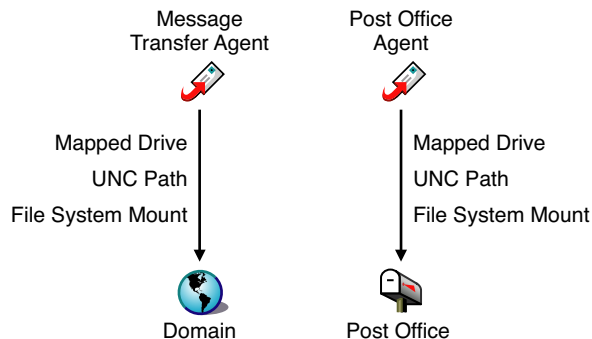 Message
Transfer Agent
Post Office
Agent
Mapped Drive
UNC Path
File System Mount
Mapped Drive
UNC Path
File System Mount
Domain
Post Office